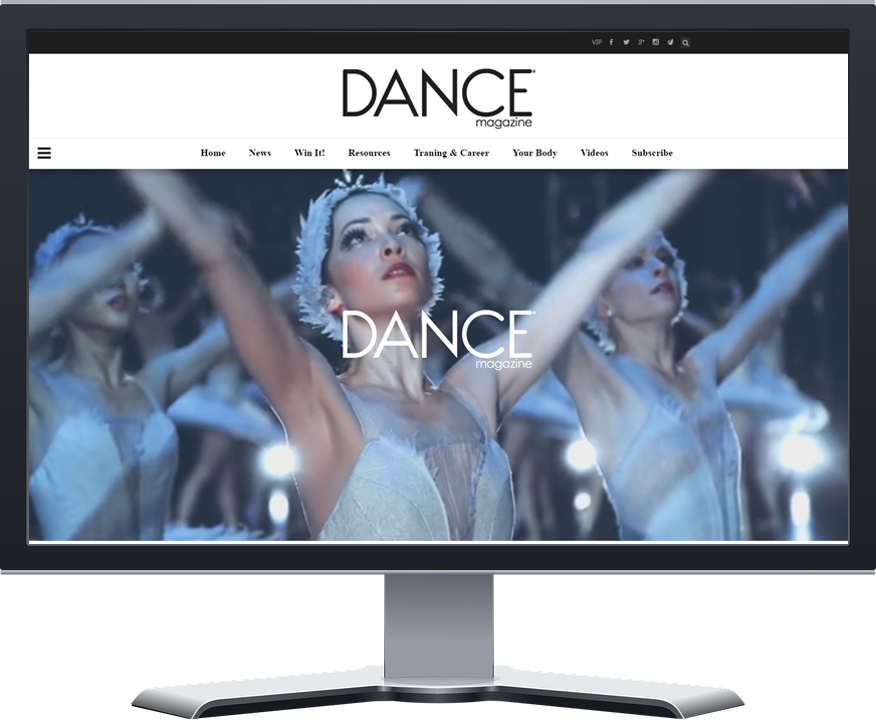 VIP
DANCE
magazine
Home News Win It! Resources Traning & Career Your Body Videos Subscribe
DANCE
magazine